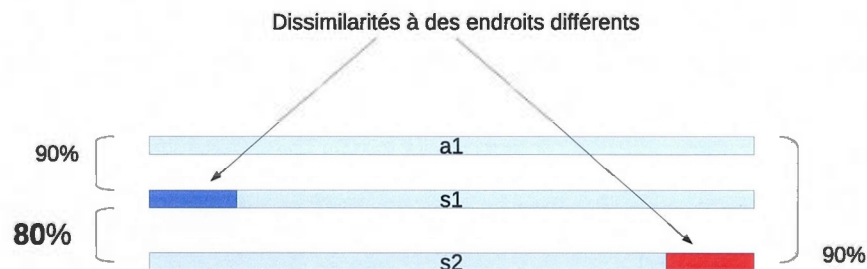 Dissimilarités à des endroits différents
a1
90%
s1
80%
s2
90%